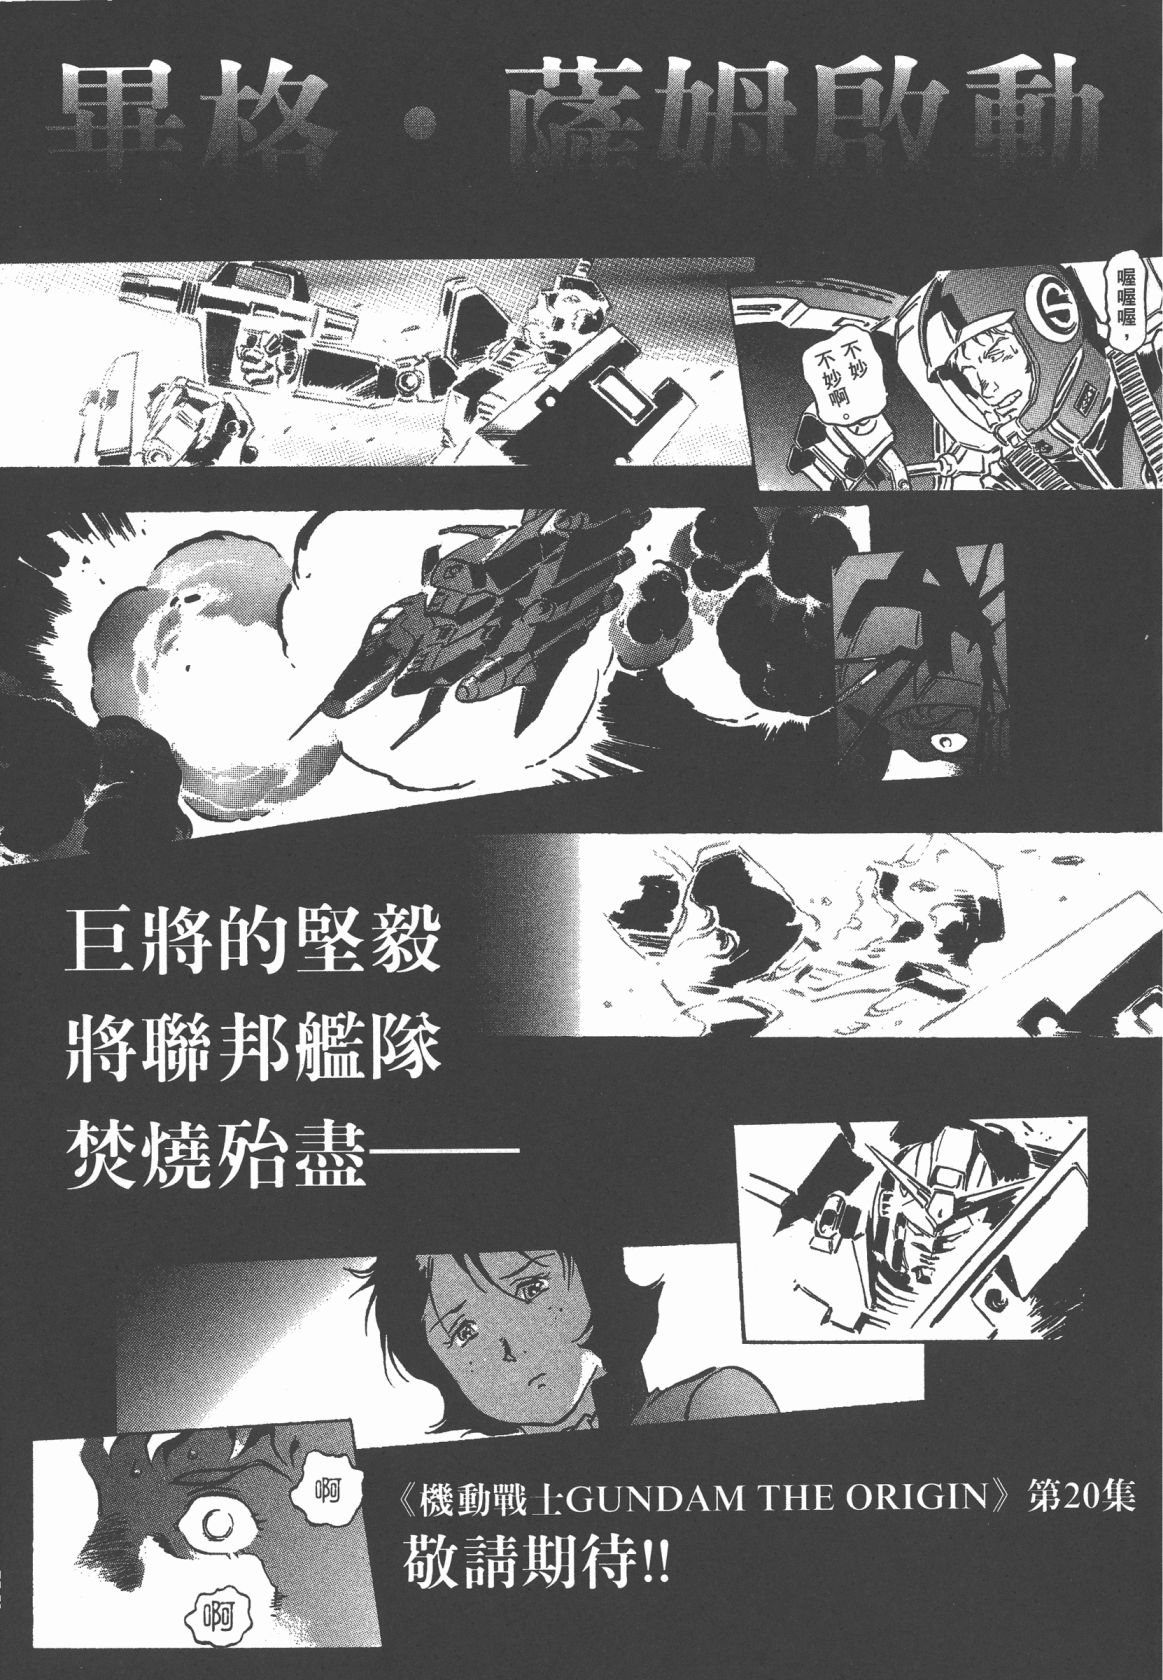 畢格・薩姆啟動
喔喔喔，
不妙
不妙啊。
巨將的堅毅
將聯邦艦隊
焚燒殆盡——
啊
啊
《機動戰士GUNDAM THE ORIGIN》第20集
敬請期待!!